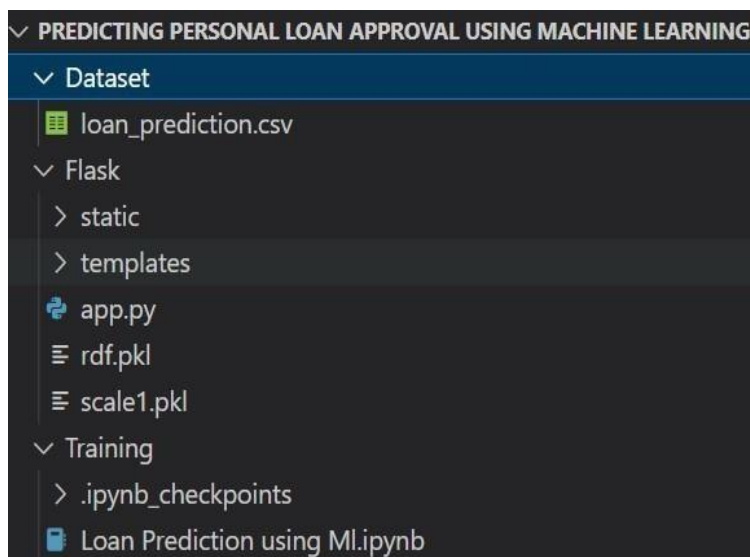 PREDICTING PERSONAL LOAN APPROVAL USING MACHINE LEARNING
Dataset
loan_prediction.csv
Flask
static
templates
app.py
rdf.pkl
scale1.pkl
Training
.ipynb_checkpoints
Loan Prediction using Ml.ipynb